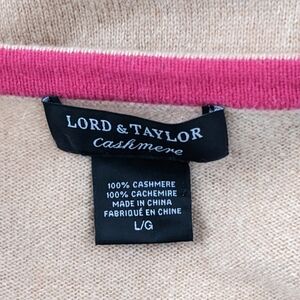 LORD & TAYLOR
Cashmere
100% CASHMERE
100% CACHEMIRE
MADE IN CHINA
FABRIQUÉ EN CHINE
L/G